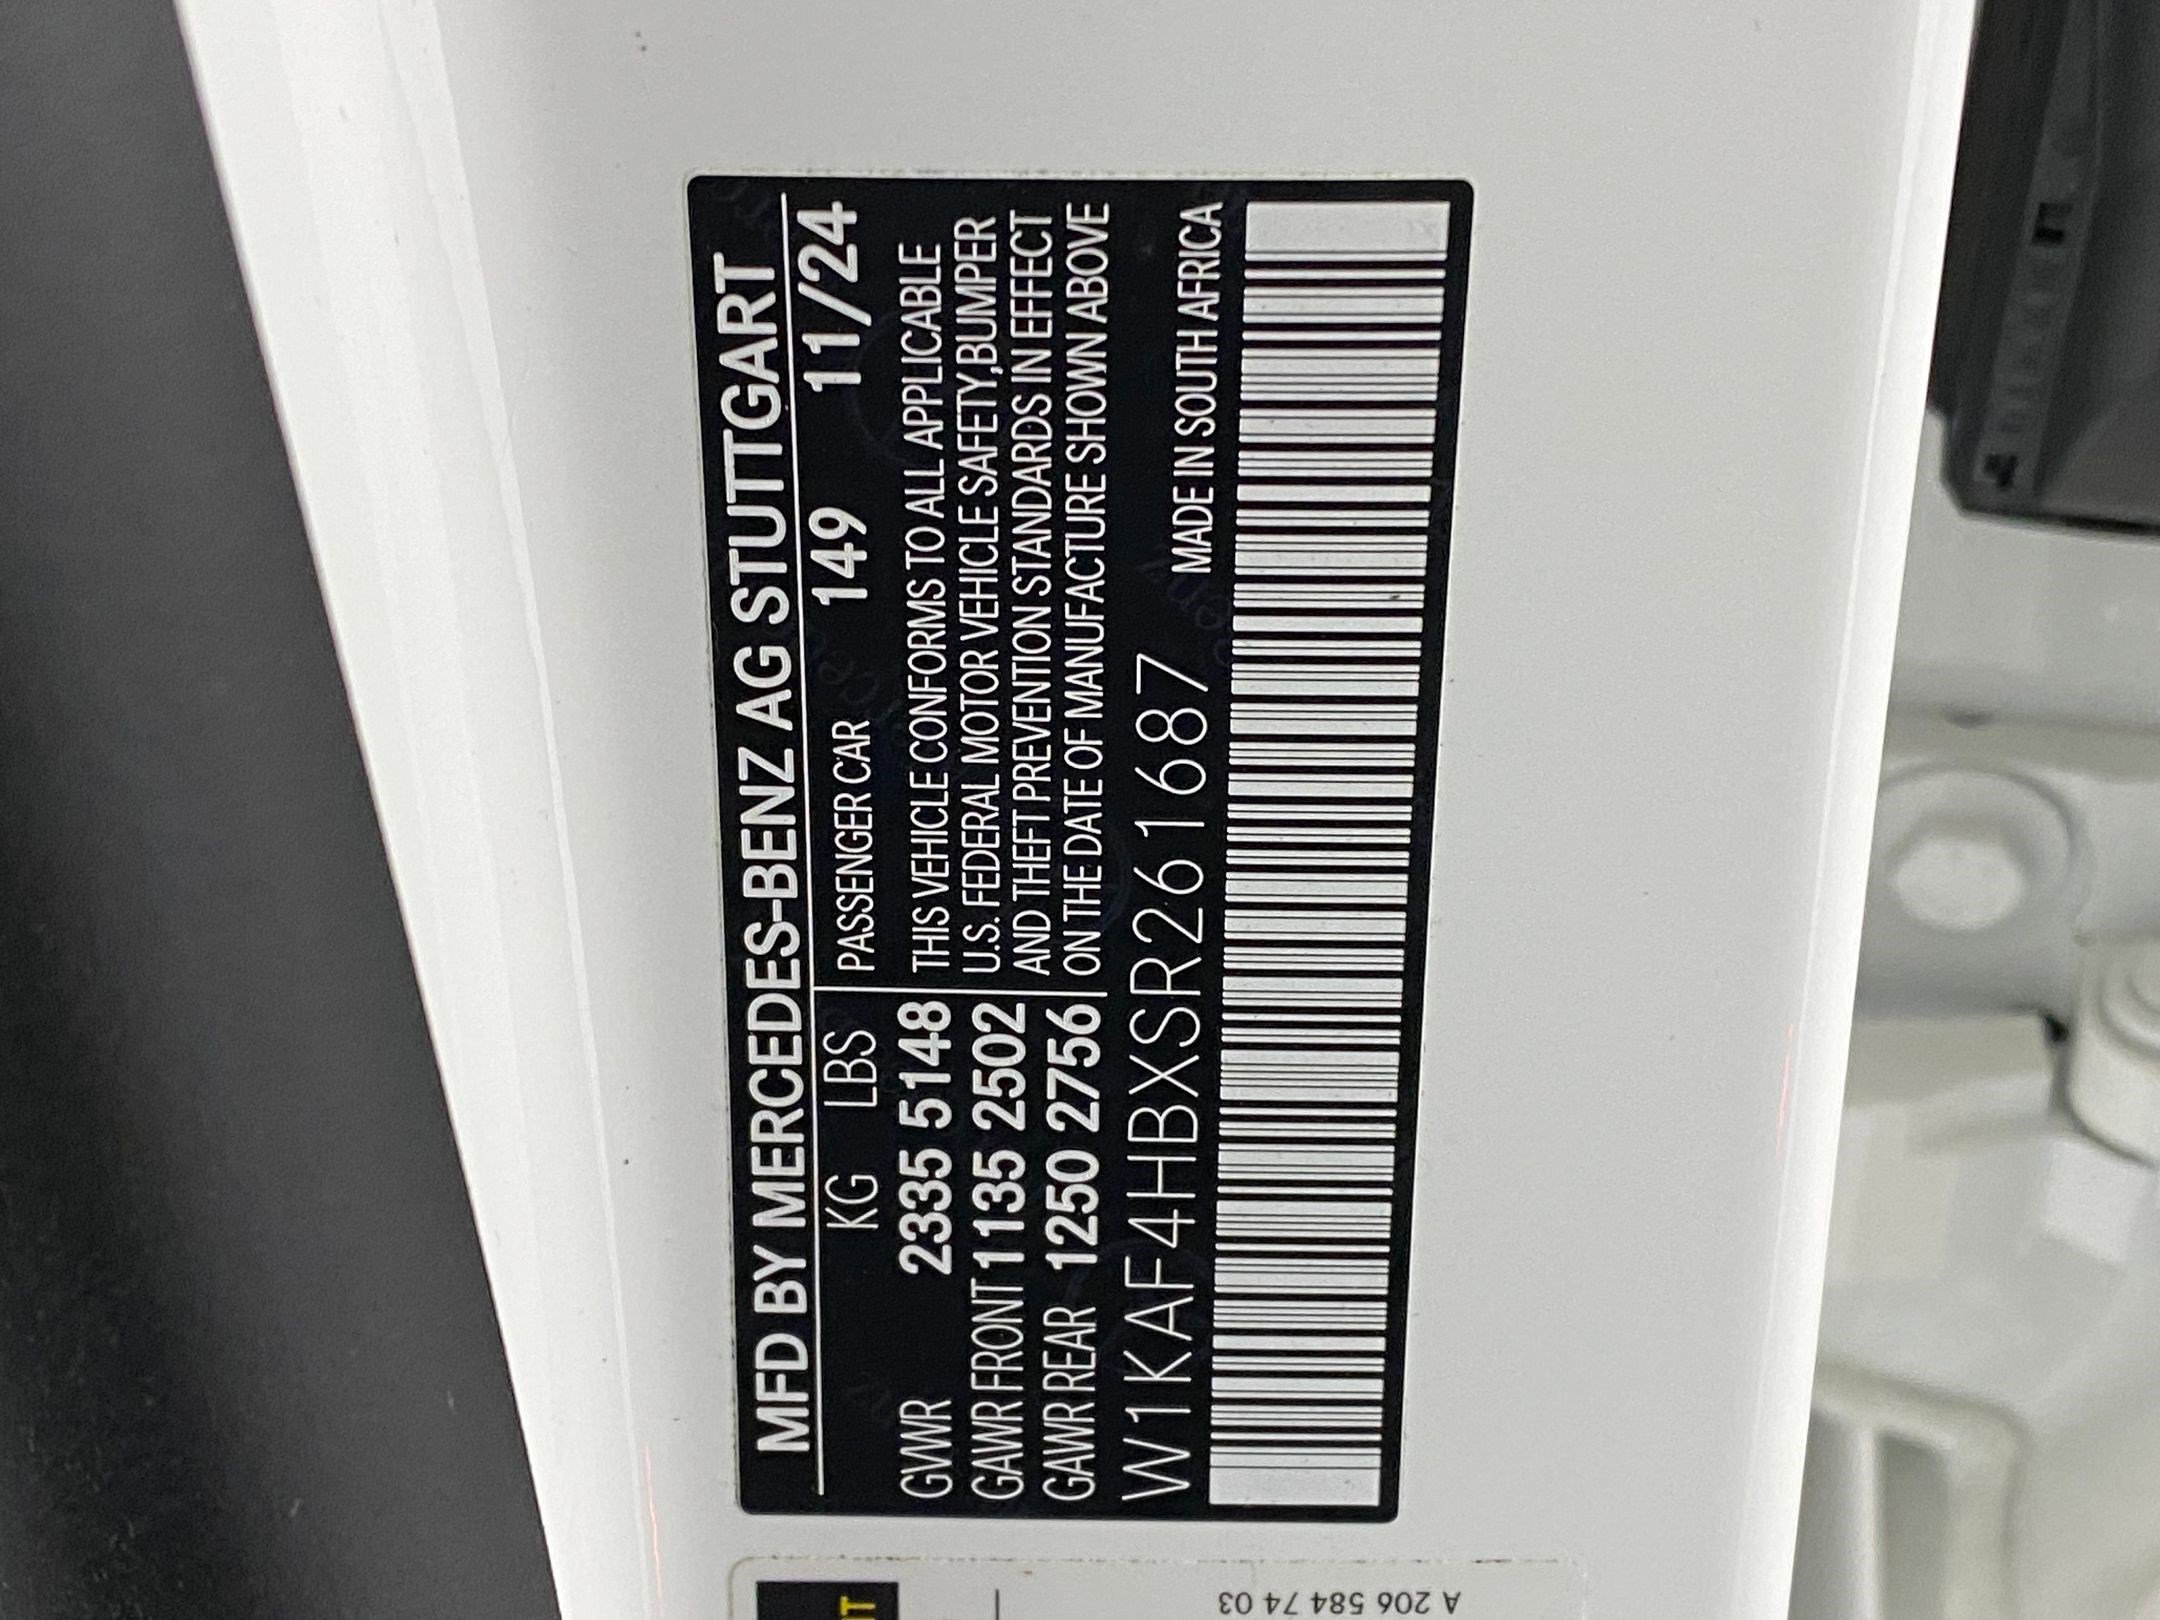 MFD BY MERCEDES-BENZ AG STUTTGART
KG LBS PASSENGER CAR 149 11/24
GVWR 2335 5148 THIS VEHICLE CONFORMS TO ALL APPLICABLE
GAWR FRONT 1135 2502 U.S. FEDERAL MOTOR VEHICLE SAFETY,BUMPER
AND THEFT PREVENTION STANDARDS IN EFFECT
GAWR REAR 1250 2756 ON THE DATE OF MANUFACTURE SHOWN ABOVE
W1KAF4HBXSR261687 MADE IN SOUTH AFRICA
A 206 584 74 03